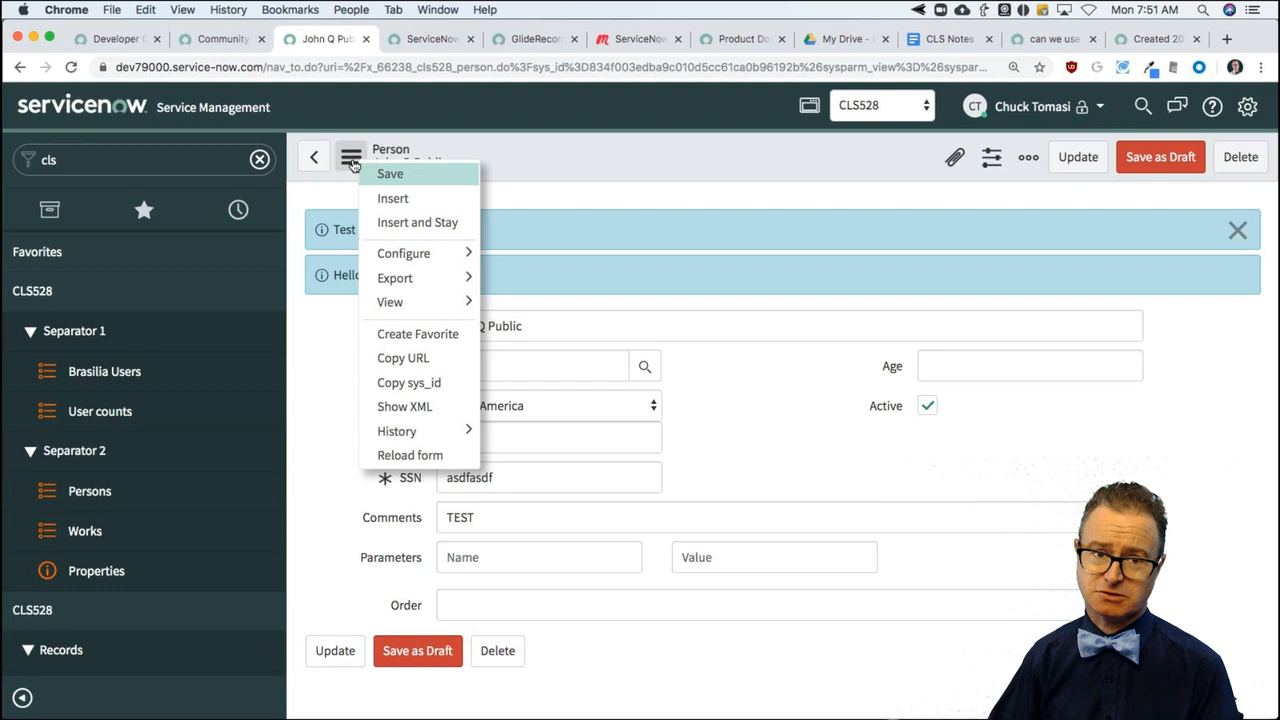 Chrome File Edit View History Bookmarks People Tab Window Help Mon 7:51 AM
Developer C Community John Q Pub ServiceNow GlideRecor ServiceNow Product Do My Drive - CLS Notes can we use Created 20
dev79000.service-now.com/nav_to.do?uri=%2Fx_66238_cls528_person.do%3Fsys_id%3D834f003edba9c010d5cc61ca0b96192b%26sysparm_view%3D%26syspar...
servicenow Service Management
CLS528
CT Chuck Tomasi
cls
Person
Update Save as Draft Delete
Save
Insert
Insert and Stay
Configure
Export
View
Create Favorite
Copy URL
Copy sys_id
Show XML
History
Reload form
Favorites
CLS528
Separator 1
Brasilia Users
User counts
Separator 2
Persons
Works
Properties
CLS528
Records
Test
Hello
Q Public
Age
America
Active
SSN asdfasdf
Comments TEST
Parameters Name Value
Order
Update Save as Draft Delete